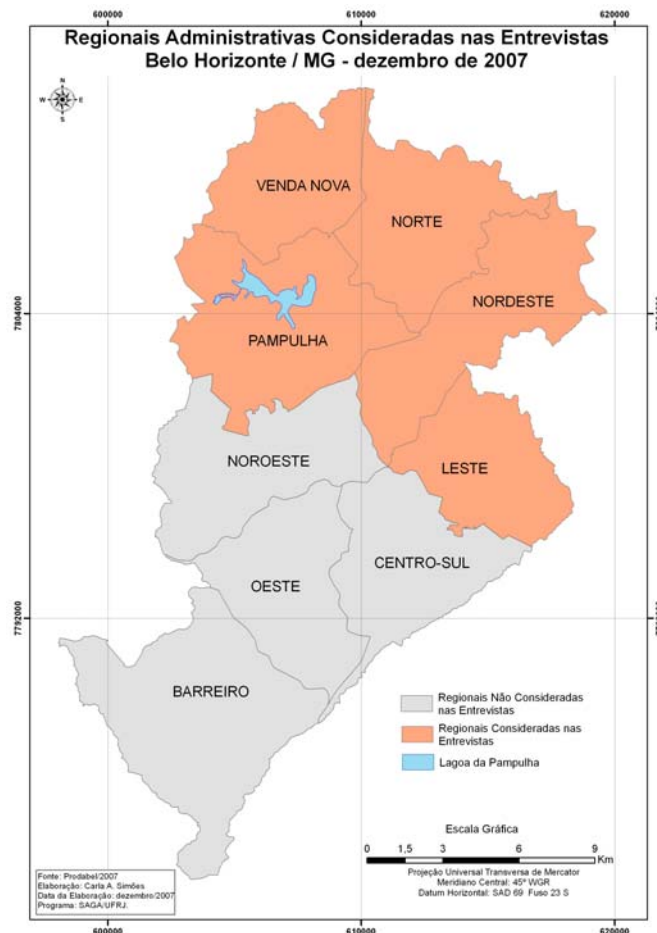 600000 610000 620000
Regionais Administrativas Consideradas nas Entrevistas
Belo Horizonte / MG - dezembro de 2007
N
W E
S
VENDA NOVA
NORTE
NORDESTE
7804000
PAMPULHA
NOROESTE
LESTE
CENTRO-SUL
OESTE
7792000
BARREIRO
Regionais Não Consideradas
nas Entrevistas
Regionais Consideradas nas
Entrevistas
Lagoa da Pampulha
Escala Gráfica
0 1,5 3 6 9
Km
Projeção Universal Transversa de Mercator
Meridiano Central: 45º WGR
Datum Horizontal: SAD 69 Fuso 23 S
Fonte: Prodabel/2007
Elaboração: Carla A. Simões
Data da Elaboração: dezembro/2007
Programa: SAGA/UFRJ.
600000 610000 620000